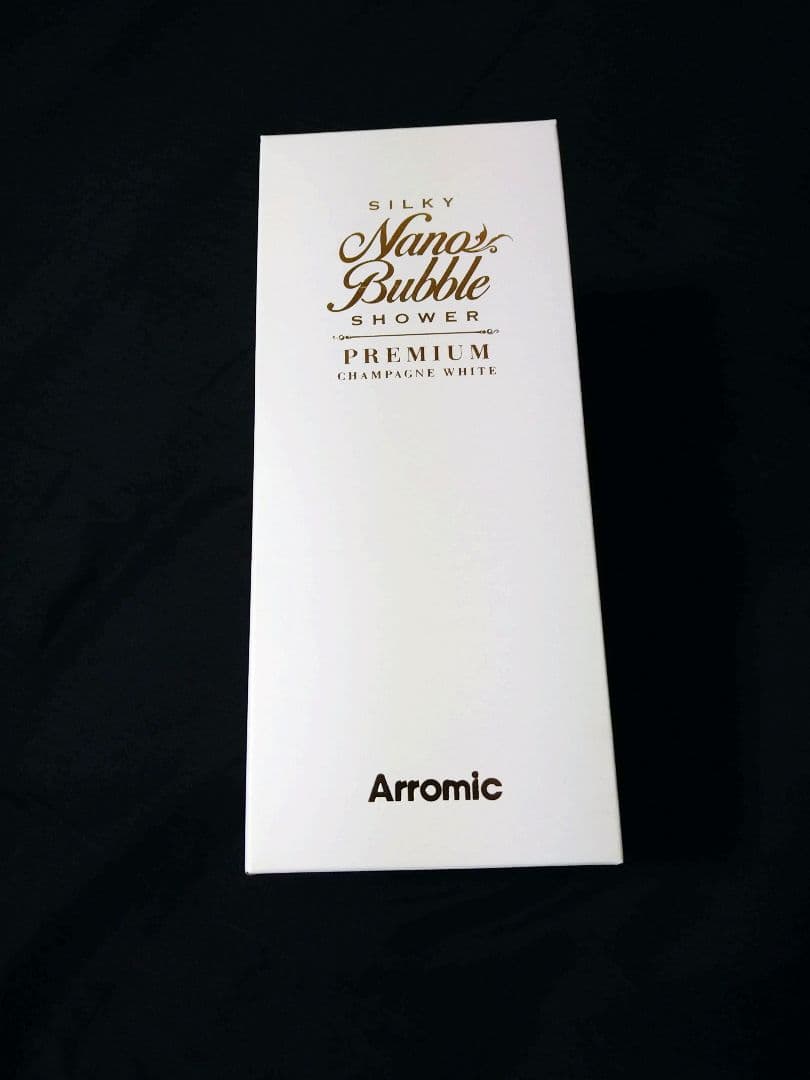 SILKY
Nano
Bubble
SHOWER
PREMIUM
CHAMPAGNE WHITE
Arromic